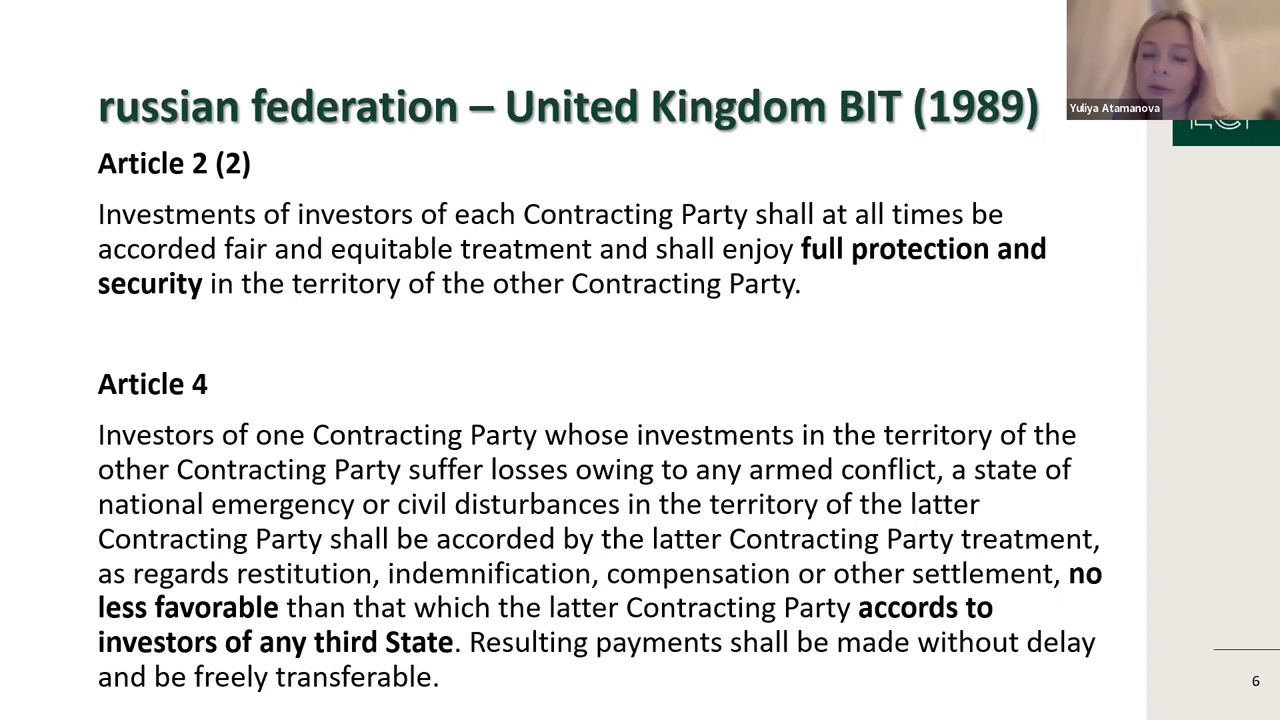 russian federation – United Kingdom BIT (1989)
Yuliya Atamanova
Article 2 (2)
Investments of investors of each Contracting Party shall at all times be
accorded fair and equitable treatment and shall enjoy full protection and
security in the territory of the other Contracting Party.
Article 4
Investors of one Contracting Party whose investments in the territory of the
other Contracting Party suffer losses owing to any armed conflict, a state of
national emergency or civil disturbances in the territory of the latter
Contracting Party shall be accorded by the latter Contracting Party treatment,
as regards restitution, indemnification, compensation or other settlement, no
less favorable than that which the latter Contracting Party accords to
investors of any third State. Resulting payments shall be made without delay
and be freely transferable.
6